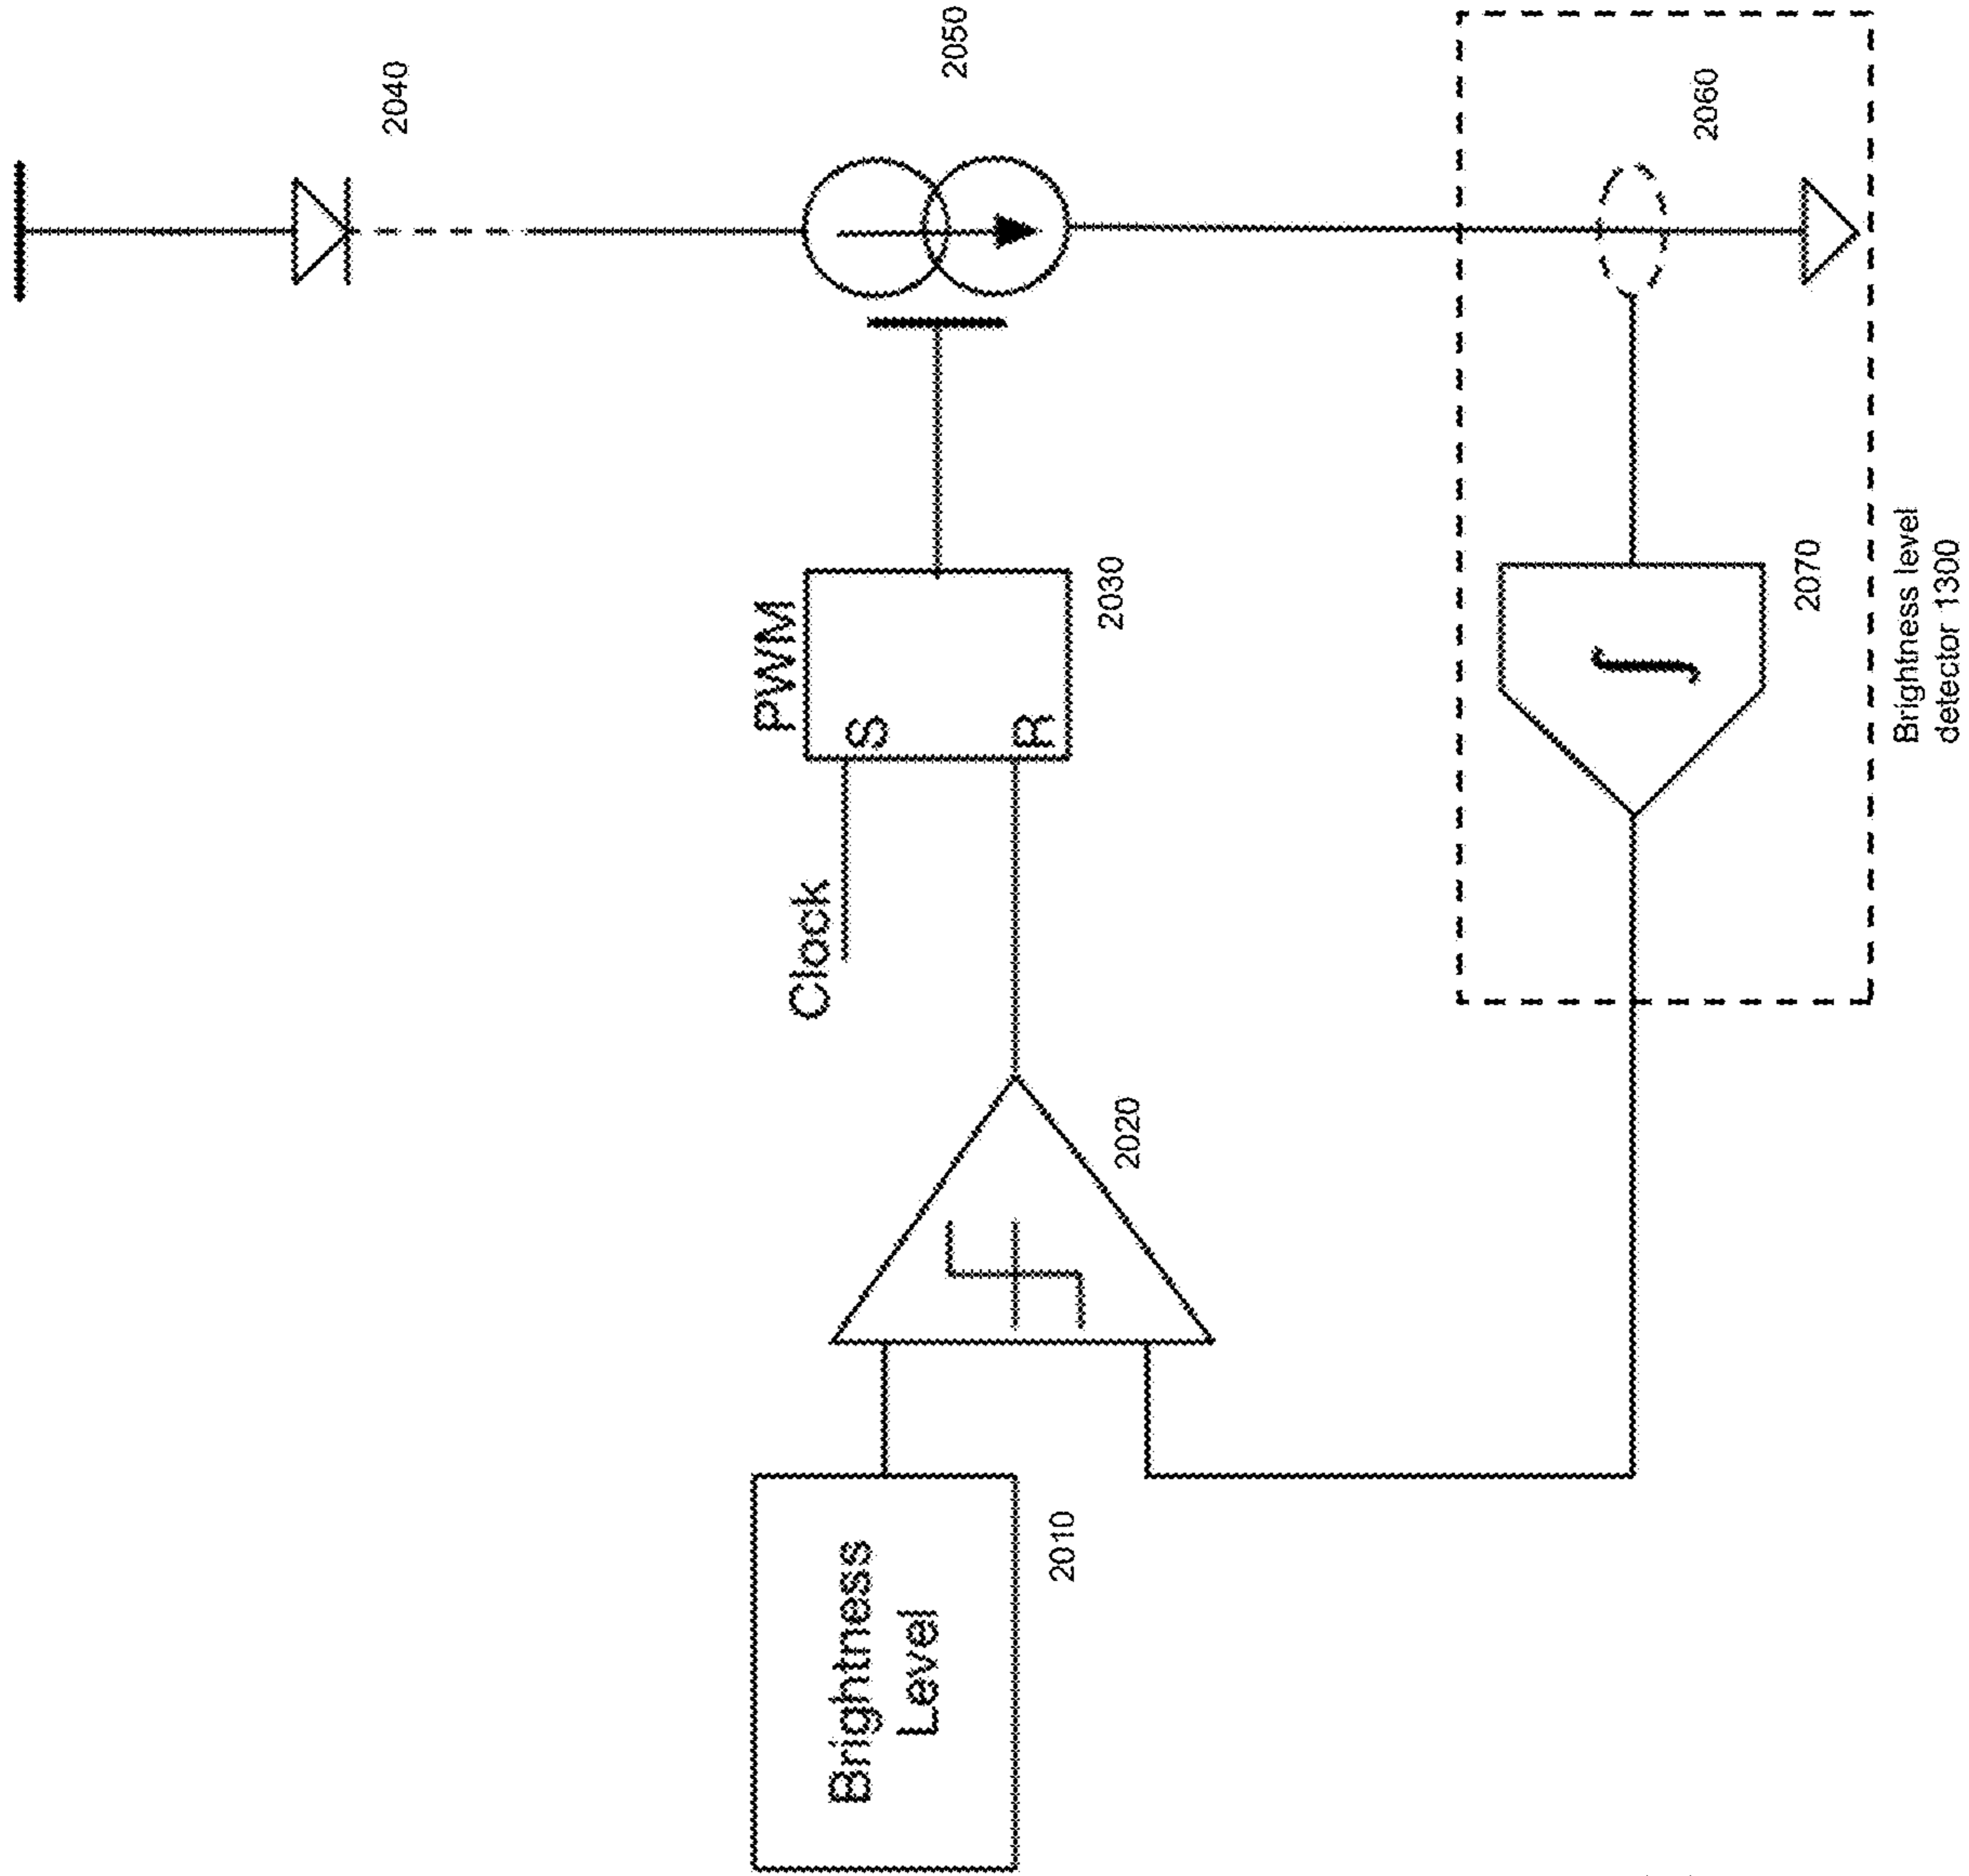 Brightness
Level
2010
2020
Clock
PWM
S
R
2030
2040
2050
2060
∫
2070
Brightness level
detector 1300